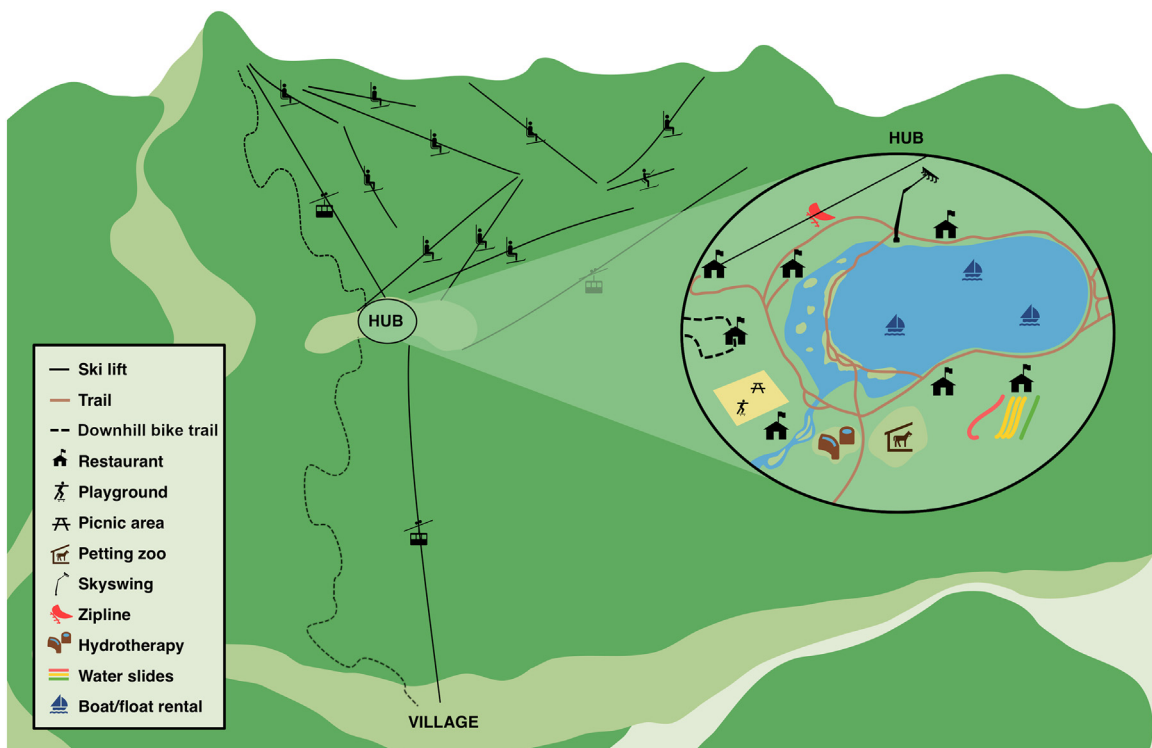 HUB
HUB
Ski lift
Trail
Downhill bike trail
Restaurant
Playground
Picnic area
Petting zoo
Skyswing
Zipline
Hydrotherapy
Water slides
Boat/float rental
VILLAGE